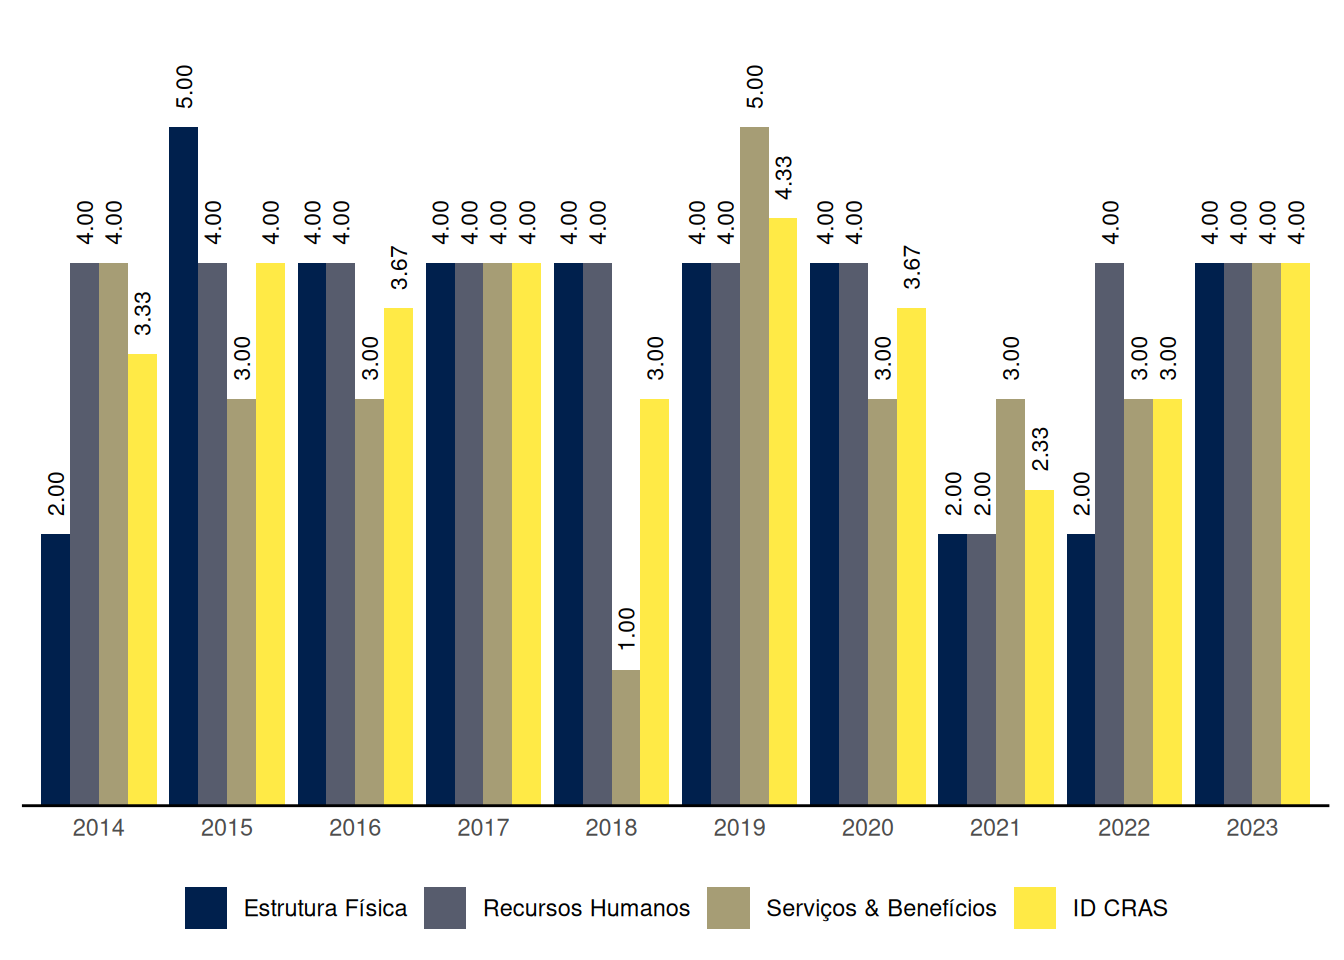 5.00 5.00
4.33
4.00 4.00 4.00 4.00 4.00 4.00 4.00 4.00 4.00 4.00 4.00 4.00 4.00 4.00 4.00 4.00 4.00 4.00 4.00 4.00 4.00 4.00
3.67 3.67
3.33 3.00 3.00 3.00 3.00 3.00 3.00 3.00
2.33
2.00 2.00 2.00 2.00
1.00
2014 2015 2016 2017 2018 2019 2020 2021 2022 2023
Estrutura Física Recursos Humanos Serviços & Benefícios ID CRAS